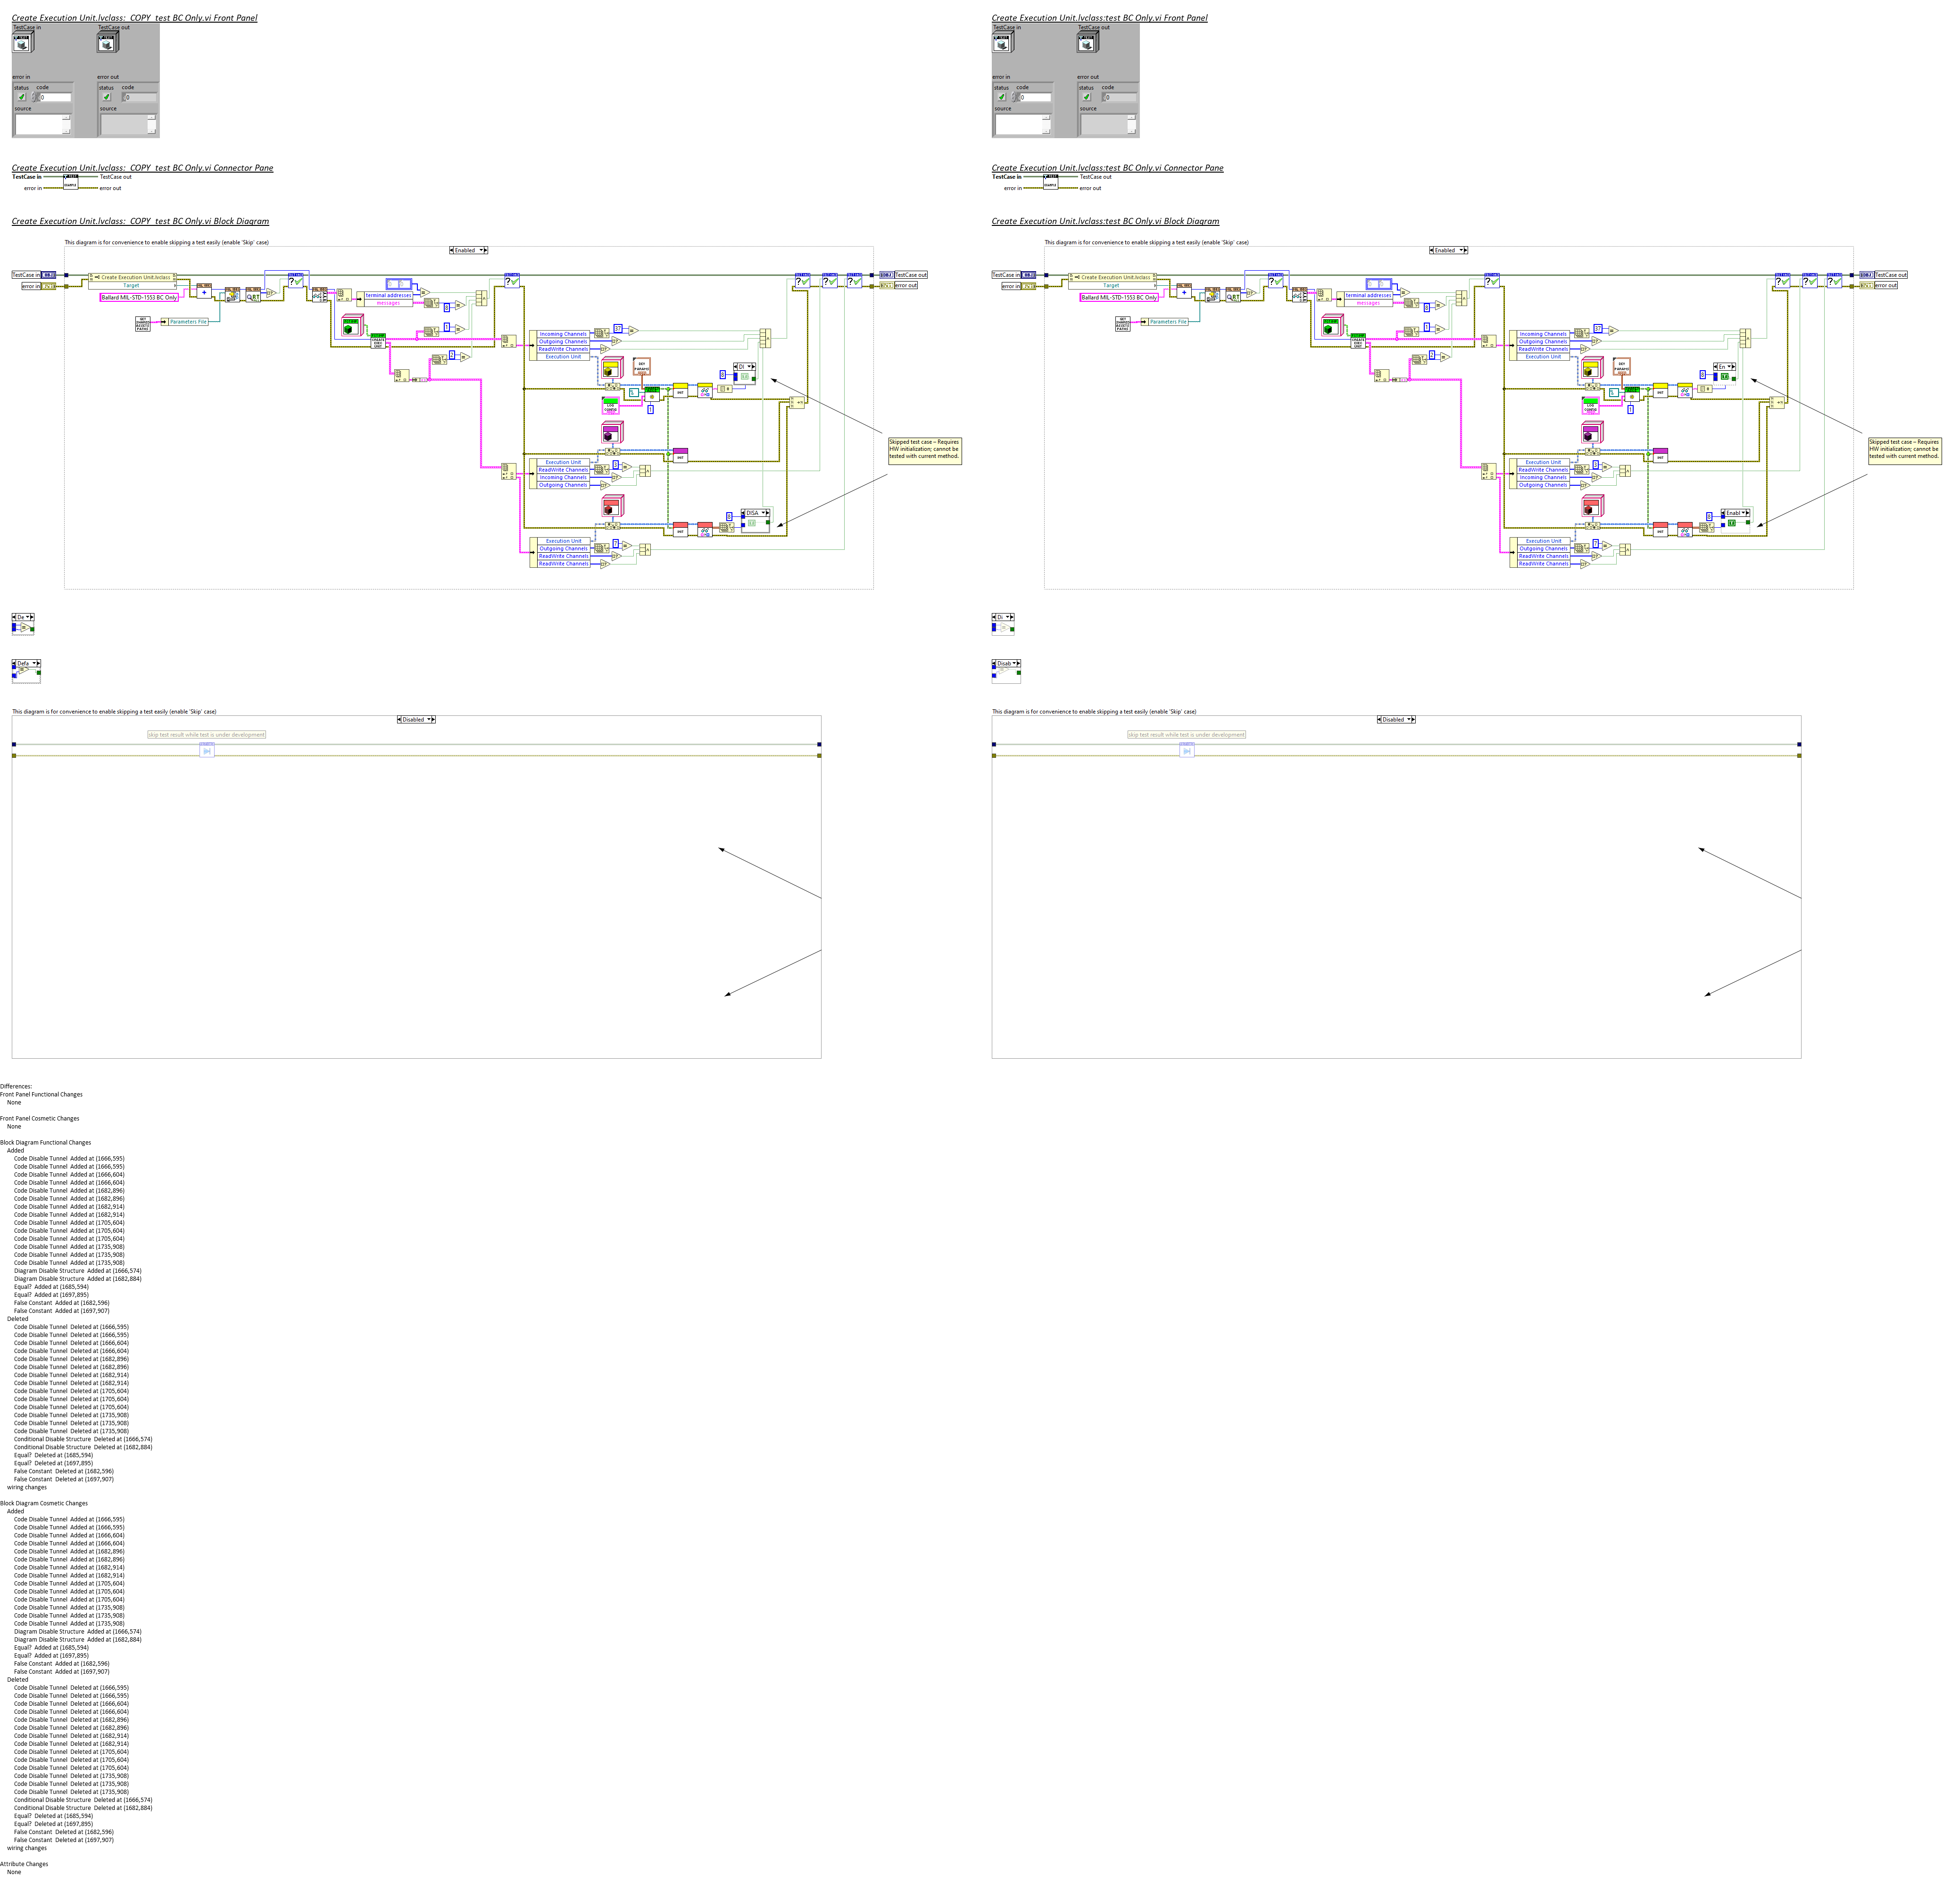 Create Execution Unit.lvclass:_COPY_test BC Only.vi Front Panel
TestCase in
TestCase out
error in
error out
status code
status code
0
0
source
source
Create Execution Unit.lvclass:_COPY_test BC Only.vi Connector Pane
TestCase in
TestCase out
error in
error out
Create Execution Unit.lvclass:_COPY_test BC Only.vi Block Diagram
This diagram is for convenience to enable skipping a test easily (enable 'Skip' case)
Enabled
TestCase in
TestCase out
error in
error out
Create Execution Unit.lvclass
Target
Ballard MIL-STD-1553 BC Only
Parameters File
terminal addresses
messages
Incoming Channels
Outgoing Channels
ReadWrite Channels
Execution Unit
DI
Skipped test case – Requires
HW initialization; cannot be
tested with current method.
Execution Unit
ReadWrite Channels
Incoming Channels
Outgoing Channels
DISA
Execution Unit
Outgoing Channels
ReadWrite Channels
ReadWrite Channels
De
Defa
This diagram is for convenience to enable skipping a test easily (enable 'Skip' case)
Disabled
skip test result while test is under development
Create Execution Unit.lvclass:test BC Only.vi Front Panel
TestCase in
TestCase out
error in
error out
status code
status code
0
0
source
source
Create Execution Unit.lvclass:test BC Only.vi Connector Pane
TestCase in
TestCase out
error in
error out
Create Execution Unit.lvclass:test BC Only.vi Block Diagram
This diagram is for convenience to enable skipping a test easily (enable 'Skip' case)
Enabled
TestCase in
TestCase out
error in
error out
Create Execution Unit.lvclass
Target
Ballard MIL-STD-1553 BC Only
Parameters File
terminal addresses
messages
Incoming Channels
Outgoing Channels
ReadWrite Channels
Execution Unit
En
Skipped test case – Requires
HW initialization; cannot be
tested with current method.
Execution Unit
ReadWrite Channels
Incoming Channels
Outgoing Channels
Enabl
Execution Unit
Outgoing Channels
ReadWrite Channels
ReadWrite Channels
Di
Disab
This diagram is for convenience to enable skipping a test easily (enable 'Skip' case)
Disabled
skip test result while test is under development
Differences:
Front Panel Functional Changes
None
Front Panel Cosmetic Changes
None
Block Diagram Functional Changes
Added
Code Disable Tunnel Added at (1666,595)
Code Disable Tunnel Added at (1666,595)
Code Disable Tunnel Added at (1666,604)
Code Disable Tunnel Added at (1666,604)
Code Disable Tunnel Added at (1682,896)
Code Disable Tunnel Added at (1682,896)
Code Disable Tunnel Added at (1682,914)
Code Disable Tunnel Added at (1682,914)
Code Disable Tunnel Added at (1705,604)
Code Disable Tunnel Added at (1705,604)
Code Disable Tunnel Added at (1705,604)
Code Disable Tunnel Added at (1735,908)
Code Disable Tunnel Added at (1735,908)
Code Disable Tunnel Added at (1735,908)
Diagram Disable Structure Added at (1666,574)
Diagram Disable Structure Added at (1682,884)
Equal? Added at (1685,594)
Equal? Added at (1697,895)
False Constant Added at (1682,596)
False Constant Added at (1697,907)
Deleted
Code Disable Tunnel Deleted at (1666,595)
Code Disable Tunnel Deleted at (1666,595)
Code Disable Tunnel Deleted at (1666,604)
Code Disable Tunnel Deleted at (1666,604)
Code Disable Tunnel Deleted at (1682,896)
Code Disable Tunnel Deleted at (1682,896)
Code Disable Tunnel Deleted at (1682,914)
Code Disable Tunnel Deleted at (1682,914)
Code Disable Tunnel Deleted at (1705,604)
Code Disable Tunnel Deleted at (1705,604)
Code Disable Tunnel Deleted at (1705,604)
Code Disable Tunnel Deleted at (1735,908)
Code Disable Tunnel Deleted at (1735,908)
Code Disable Tunnel Deleted at (1735,908)
Conditional Disable Structure Deleted at (1666,574)
Conditional Disable Structure Deleted at (1682,884)
Equal? Deleted at (1685,594)
Equal? Deleted at (1697,895)
False Constant Deleted at (1682,596)
False Constant Deleted at (1697,907)
wiring changes
Block Diagram Cosmetic Changes
Added
Code Disable Tunnel Added at (1666,595)
Code Disable Tunnel Added at (1666,595)
Code Disable Tunnel Added at (1666,604)
Code Disable Tunnel Added at (1666,604)
Code Disable Tunnel Added at (1682,896)
Code Disable Tunnel Added at (1682,896)
Code Disable Tunnel Added at (1682,914)
Code Disable Tunnel Added at (1682,914)
Code Disable Tunnel Added at (1705,604)
Code Disable Tunnel Added at (1705,604)
Code Disable Tunnel Added at (1705,604)
Code Disable Tunnel Added at (1735,908)
Code Disable Tunnel Added at (1735,908)
Code Disable Tunnel Added at (1735,908)
Diagram Disable Structure Added at (1666,574)
Diagram Disable Structure Added at (1682,884)
Equal? Added at (1685,594)
Equal? Added at (1697,895)
False Constant Added at (1682,596)
False Constant Added at (1697,907)
Deleted
Code Disable Tunnel Deleted at (1666,595)
Code Disable Tunnel Deleted at (1666,595)
Code Disable Tunnel Deleted at (1666,604)
Code Disable Tunnel Deleted at (1666,604)
Code Disable Tunnel Deleted at (1682,896)
Code Disable Tunnel Deleted at (1682,896)
Code Disable Tunnel Deleted at (1682,914)
Code Disable Tunnel Deleted at (1682,914)
Code Disable Tunnel Deleted at (1705,604)
Code Disable Tunnel Deleted at (1705,604)
Code Disable Tunnel Deleted at (1705,604)
Code Disable Tunnel Deleted at (1735,908)
Code Disable Tunnel Deleted at (1735,908)
Code Disable Tunnel Deleted at (1735,908)
Conditional Disable Structure Deleted at (1666,574)
Conditional Disable Structure Deleted at (1682,884)
Equal? Deleted at (1685,594)
Equal? Deleted at (1697,895)
False Constant Deleted at (1682,596)
False Constant Deleted at (1697,907)
wiring changes
Attribute Changes
None